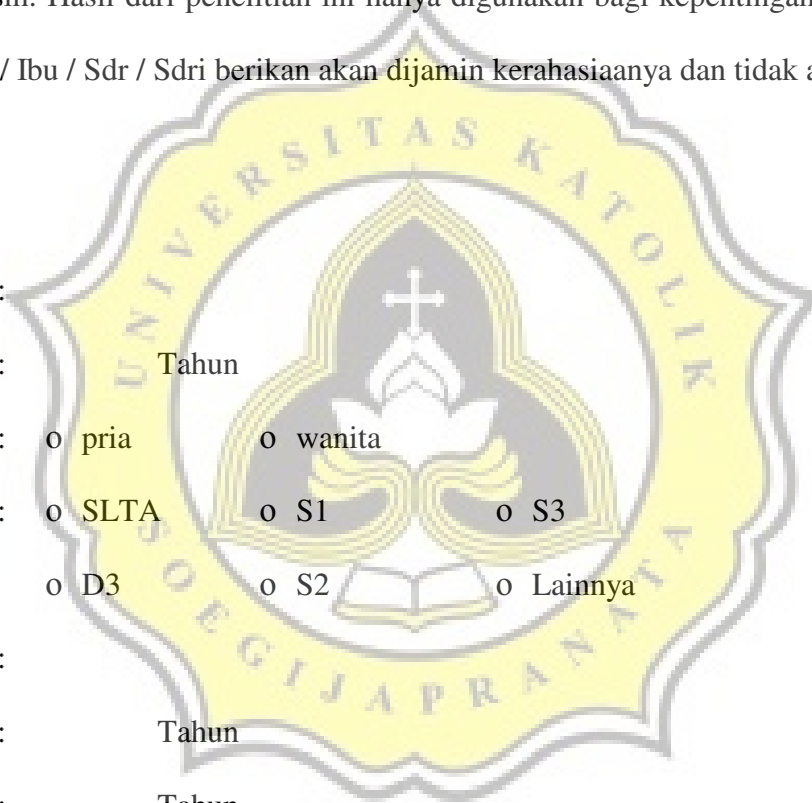 Hasil dari penelitian ini hanya digunakan bagi kepentingan
/ Ibu / Sdr / Sdri berikan akan dijamin kerahasiaanya dan tidak
UNIVERSITAS KATOLIK
:
: Tahun
: o pria o wanita
: o SLTA o S1 o S3
o D3 o S2 o Lainnya
SOEGIJAPRANATA
:
: Tahun
: Tahun